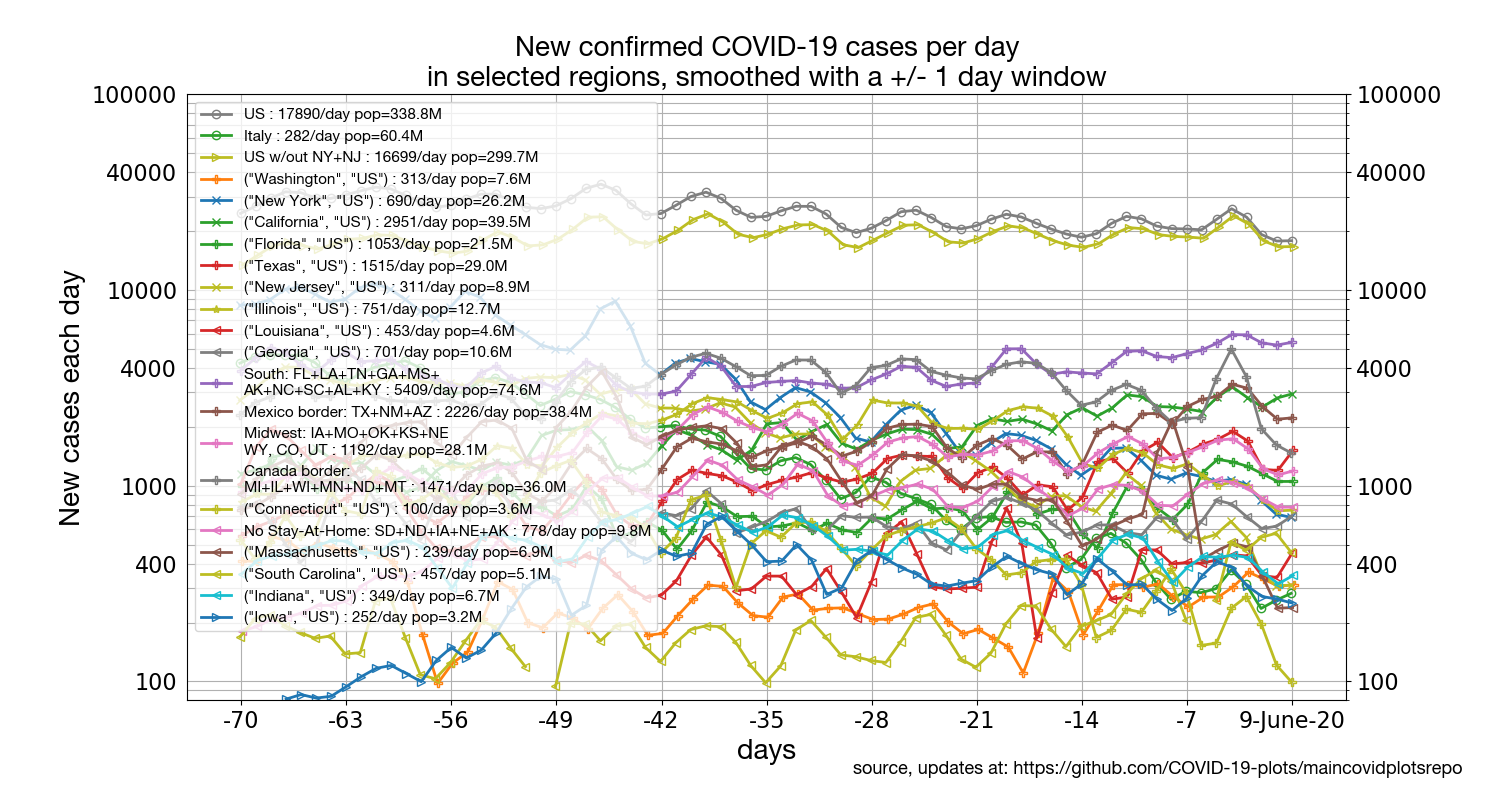 New confirmed COVID-19 cases per day
in selected regions, smoothed with a +/- 1 day window
100000
40000
10000
4000
1000
400
100
New cases each day
US : 17890/day pop=338.8M
Italy : 282/day pop=60.4M
US w/out NY+NJ : 16699/day pop=299.7M
("Washington", "US") : 313/day pop=7.6M
("New York", "US") : 690/day pop=26.2M
("California", "US") : 2951/day pop=39.5M
("Florida", "US") : 1053/day pop=21.5M
("Texas", "US") : 1515/day pop=29.0M
("New Jersey", "US") : 311/day pop=8.9M
("Illinois", "US") : 751/day pop=12.7M
("Louisiana", "US") : 453/day pop=4.6M
("Georgia", "US") : 701/day pop=10.6M
South: FL+LA+TN+GA+MS+
AK+NC+SC+AL+KY : 5409/day pop=74.6M
Mexico border: TX+NM+AZ : 2226/day pop=38.4M
Midwest: IA+MO+OK+KS+NE
WY, CO, UT : 1192/day pop=28.1M
Canada border:
MI+IL+WI+MN+ND+MT : 1471/day pop=36.0M
("Connecticut", "US") : 100/day pop=3.6M
No Stay-At-Home: SD+ND+IA+NE+AK : 778/day pop=9.8M
("Massachusetts", "US") : 239/day pop=6.9M
("South Carolina", "US") : 457/day pop=5.1M
("Indiana", "US") : 349/day pop=6.7M
("Iowa", "US") : 252/day pop=3.2M
100000
40000
10000
4000
1000
400
100
-70 -63 -56 -49 -42 -35 -28 -21 -14 -7 9-June-20
days
source, updates at: https://github.com/COVID-19-plots/maincovidplotsrepo